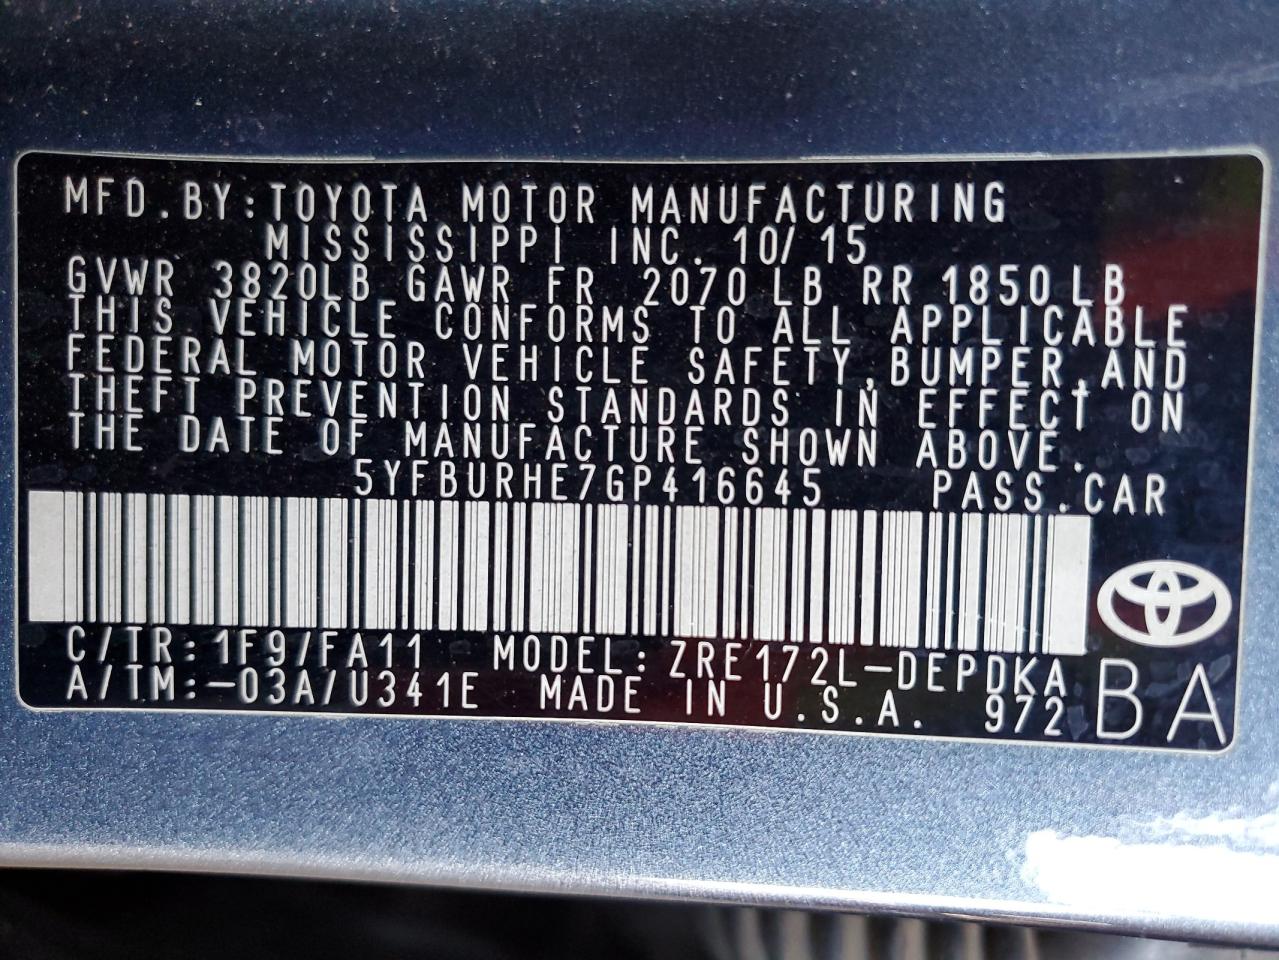 MFD.BY:TOYOTA MOTOR MANUFACTURING
MISSISSIPPI INC. 10/15
GVWR 3820LB GAWR FR 2070LB RR 1850LB
THIS VEHICLE CONFORMS TO ALL APPLICABLE
FEDERAL MOTOR VEHICLE SAFETY,BUMPER,AND
THEFT PREVENTION STANDARDS IN EFFECT ON
THE DATE OF MANUFACTURE SHOWN ABOVE.
5YFBURHE7GP416645 PASS.CAR
C/TR:1F9/FA11 MODEL:ZRE172L-DEPDKA
A/TM:-03A/U341E MADE IN U.S.A. 972 BA